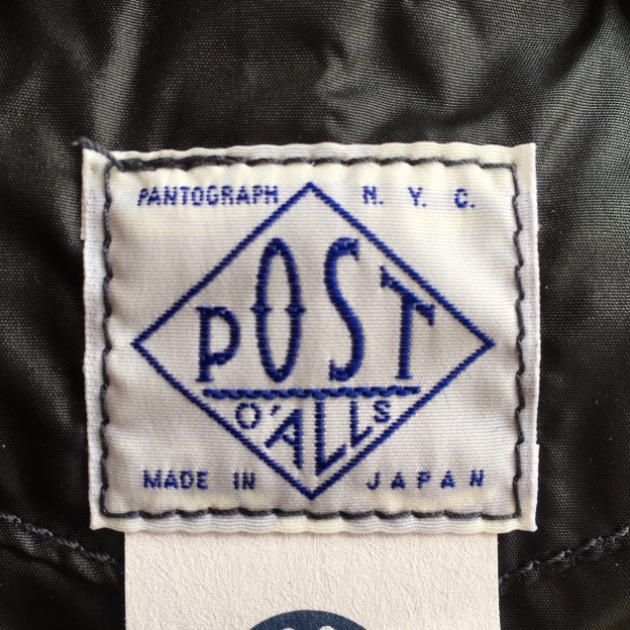 PANTOGRAPH N. Y. C.
POST
O'ALLS
MADE IN JAPAN